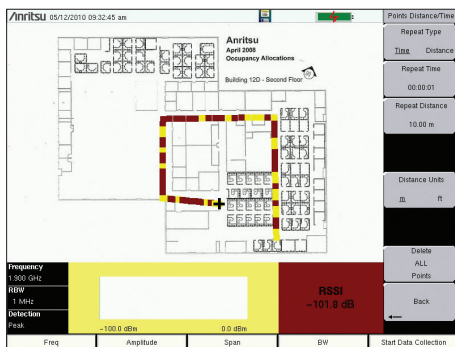 Anritsu 05/12/2010 09:32:45 am
Points Distance/Time
Repeat Type
Time Distance
Repeat Time
00:00:01
Repeat Distance
10.00 m
Distance Units
m ft
Delete
ALL
Points
Back
Anritsu
April 2008
Occupancy Allocations
Building 12D - Second Floor
Frequency
1.900 GHz
RBW
1 MHz
Detection
Peak
-100.0 dBm 0.0 dBm
RSSI
-101.8 dB
Freq Amplitude Span BW Start Data Collection